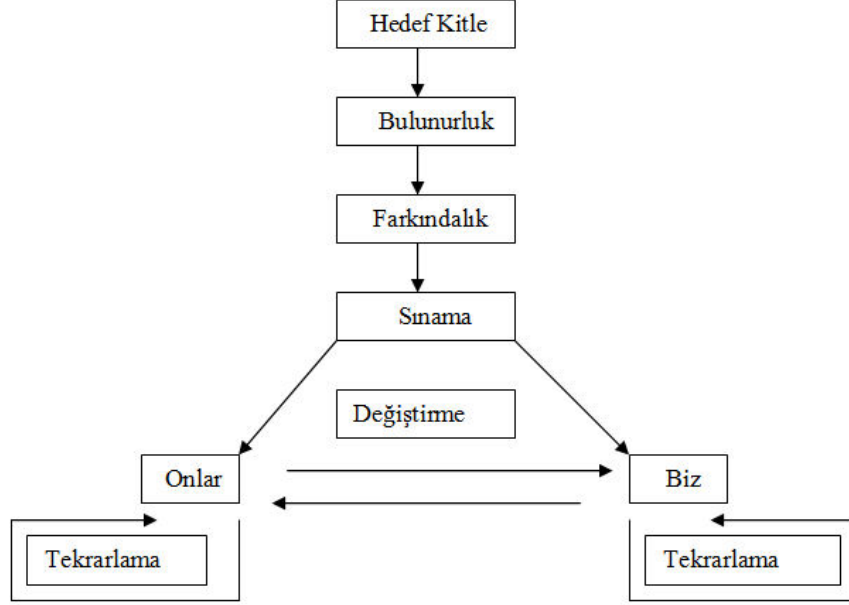 Hedef Kitle
Bulunurluk
Farkındalık
Sınama
Değiştirme
Onlar
Biz
Tekrarlama
Tekrarlama